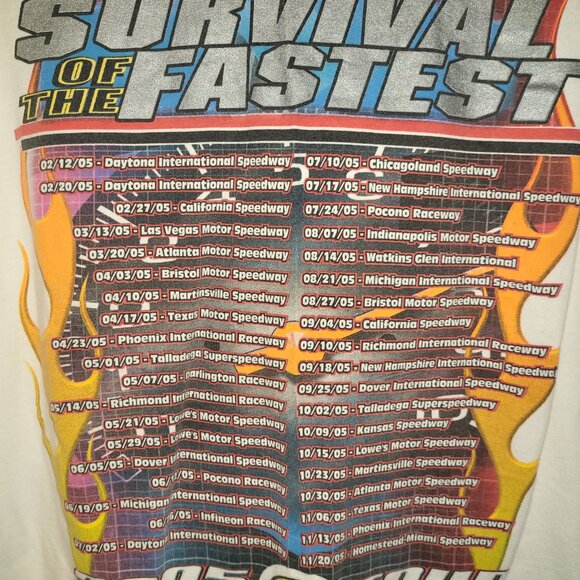 SURVIVAL
OF THE FASTEST
02/12/05 - Daytona International Speedway
02/20/05 - Daytona International Speedway
02/27/05 - California Speedway
03/13/05 - Las Vegas Motor Speedway
03/20/05 - Atlanta Motor Speedway
04/03/05 - Bristol Motor Speedway
04/10/05 - Martinsville Speedway
04/17/05 - Texas Motor Speedway
04/23/05 - Phoenix International Raceway
05/01/05 - Talladega Superspeedway
05/07/05 - Darlington Raceway
05/14/05 - Richmond International Raceway
05/21/05 - Lowe's Motor Speedway
05/29/05 - Lowe's Motor Speedway
06/05/05 - Dover International Speedway
Pocono Raceway
06/19/05 - Michigan International Speedway
Infineon Raceway
07/02/05 - Daytona International Speedway
07/10/05 - Chicagoland Speedway
07/17/05 - New Hampshire International Speedway
07/24/05 - Pocono Raceway
08/07/05 - Indianapolis Motor Speedway
08/14/05 - Watkins Glen International
08/21/05 - Michigan International Speedway
08/27/05 - Bristol Motor Speedway
09/04/05 - California Speedway
09/10/05 - Richmond International Raceway
09/18/05 - New Hampshire International Speedway
09/25/05 - Dover International Speedway
10/02/05 - Talladega Superspeedway
10/09/05 - Kansas Speedway
10/15/05 - Lowe's Motor Speedway
10/23/05 - Martinsville Speedway
10/30/05 - Atlanta Motor Speedway
11/06/05 - Texas Motor Speedway
11/13/05 - Phoenix International Raceway
11/20/05 - Homestead-Miami Speedway